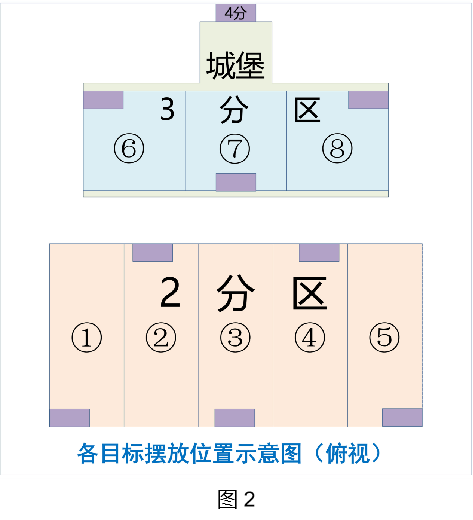 4分
城堡
3 分 区
⑥ ⑦ ⑧
2 分 区
① ② ③ ④ ⑤
各目标摆放位置示意图（俯视）
图 2